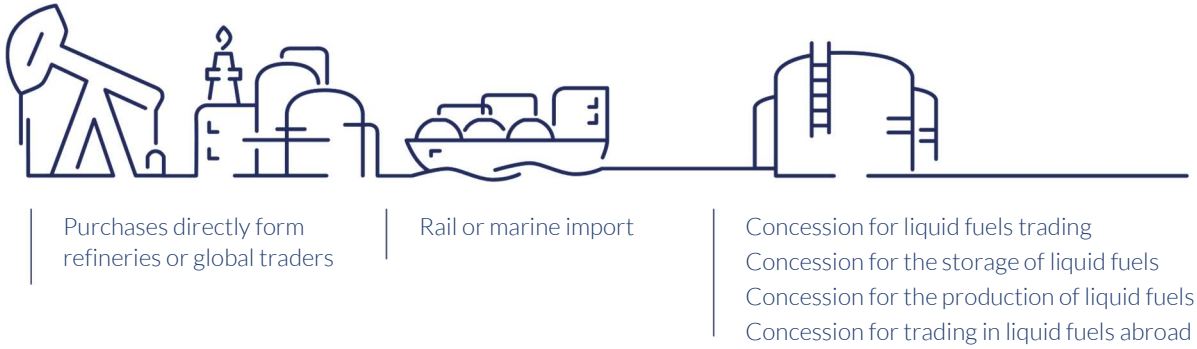 Purchases directly form
refineries or global traders
Rail or marine import
Concession for liquid fuels trading
Concession for the storage of liquid fuels
Concession for the production of liquid fuels
Concession for trading in liquid fuels abroad